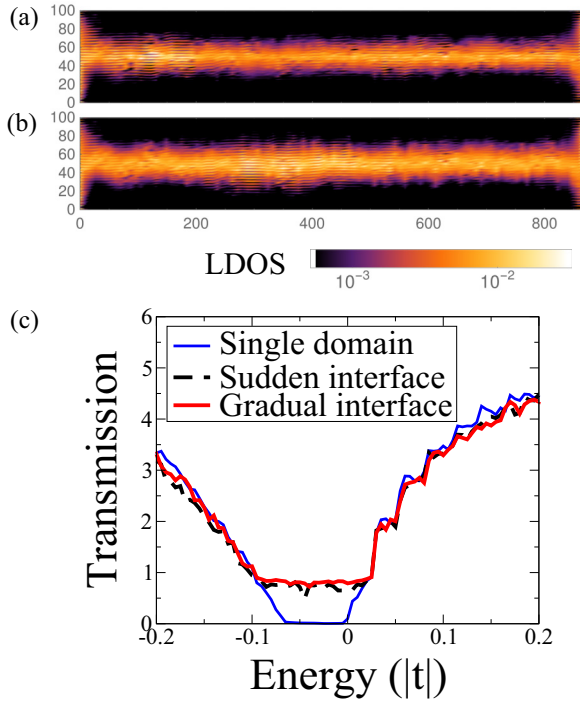 (a)
100
80
60
40
20
0
(b)
100
80
60
40
20
0
0 200 400 600 800
LDOS
10⁻³ 10⁻²
(c)
6
5
4
3
2
1
0
Transmission
Single domain
Sudden interface
Gradual interface
-0.2 -0.1 0 0.1 0.2
Energy (|t|)